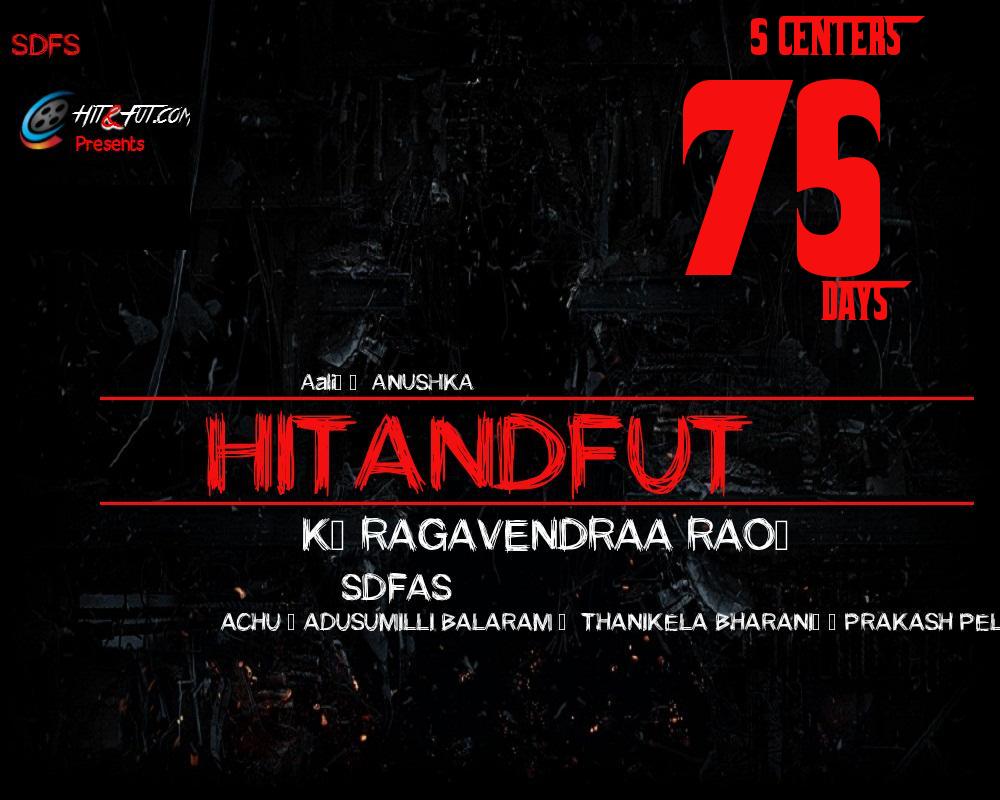 SDFS
HIT&FUT.COM
Presents
5 CENTERS
75
DAYS
Aali ANUSHKA
HITANDFUT
K RAGAVENDRAA RAO
SDFAS
ACHU ADUSUMILLI BALARAM THANIKELA BHARANI PRAKASH PEL